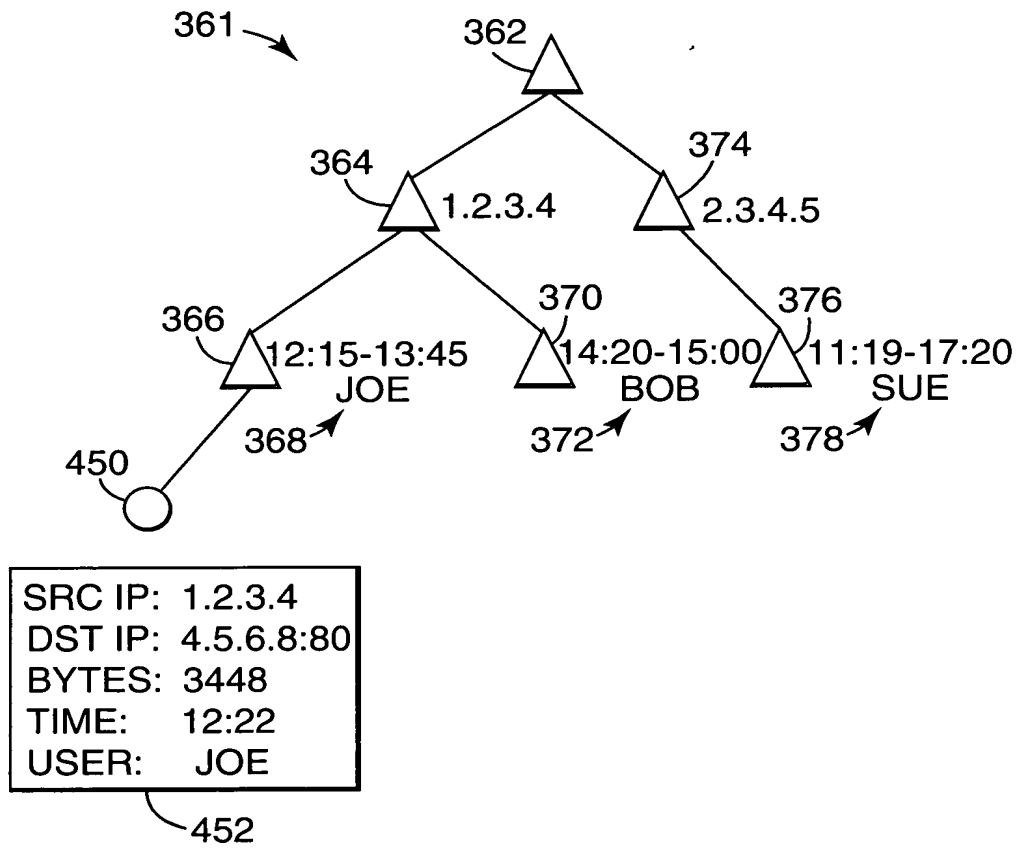 361
362
364
1.2.3.4
374
2.3.4.5
366
12:15-13:45
JOE
368
370
14:20-15:00
BOB
372
376
11:19-17:20
SUE
378
450
SRC IP: 1.2.3.4
DST IP: 4.5.6.8:80
BYTES: 3448
TIME: 12:22
USER: JOE
452